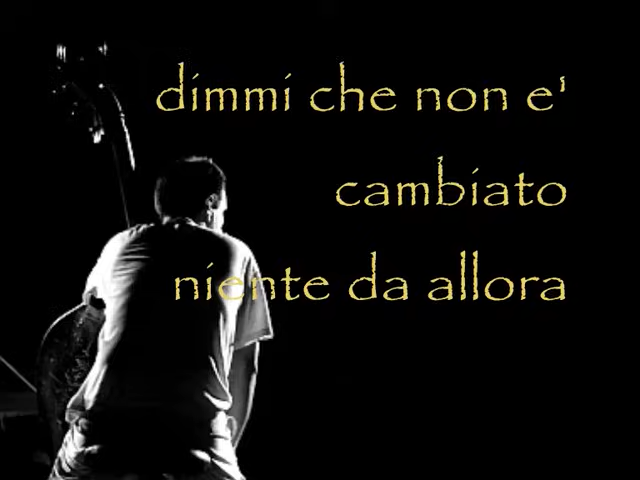 dimmi che non e'
cambiato
niente da allora